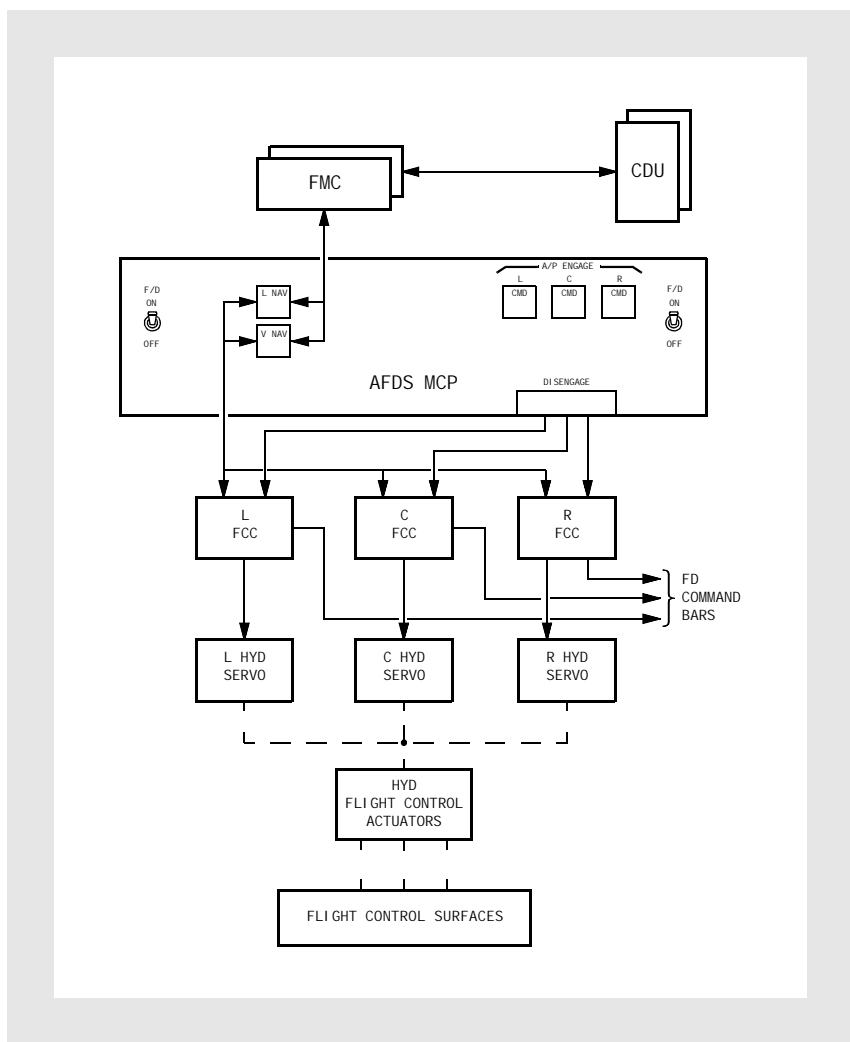 FMC
CDU
A/P ENGAGE
L
C
R
CMD
CMD
CMD
F/D
ON
OFF
L NAV
V NAV
F/D
ON
OFF
AFDS MCP
DISENGAGE
L
FCC
C
FCC
R
FCC
FD
COMMAND
BARS
L HYD
SERVO
C HYD
SERVO
R HYD
SERVO
HYD
FLIGHT CONTROL
ACTUATORS
FLIGHT CONTROL SURFACES